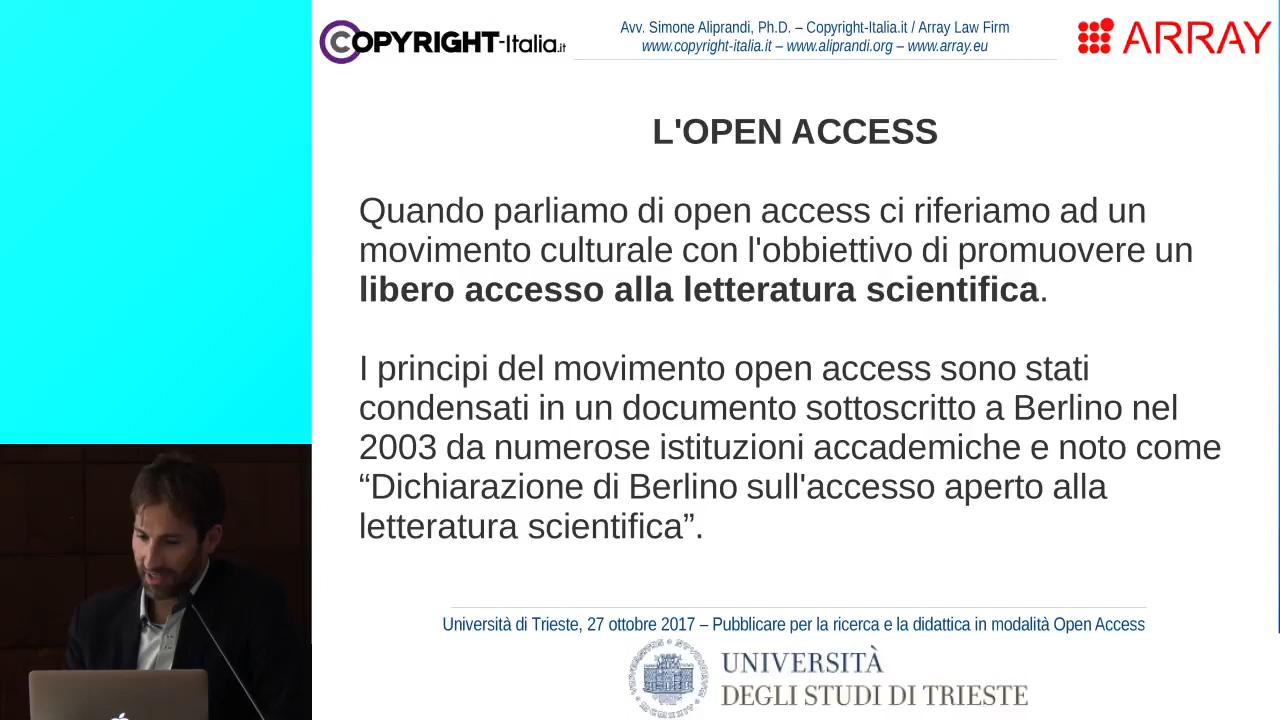 COPYRIGHT-Italia.it
Avv. Simone Aliprandi, Ph.D. – Copyright-Italia.it / Array Law Firm
www.copyright-italia.it – www.aliprandi.org – www.array.eu
ARRAY
L'OPEN ACCESS
Quando parliamo di open access ci riferiamo ad un
movimento culturale con l'obbiettivo di promuovere un
libero accesso alla letteratura scientifica.
I principi del movimento open access sono stati
condensati in un documento sottoscritto a Berlino nel
2003 da numerose istituzioni accademiche e noto come
“Dichiarazione di Berlino sull'accesso aperto alla
letteratura scientifica”.
Università di Trieste, 27 ottobre 2017 – Pubblicare per la ricerca e la didattica in modalità Open Access
UNIVERSITÀ
DEGLI STUDI DI TRIESTE